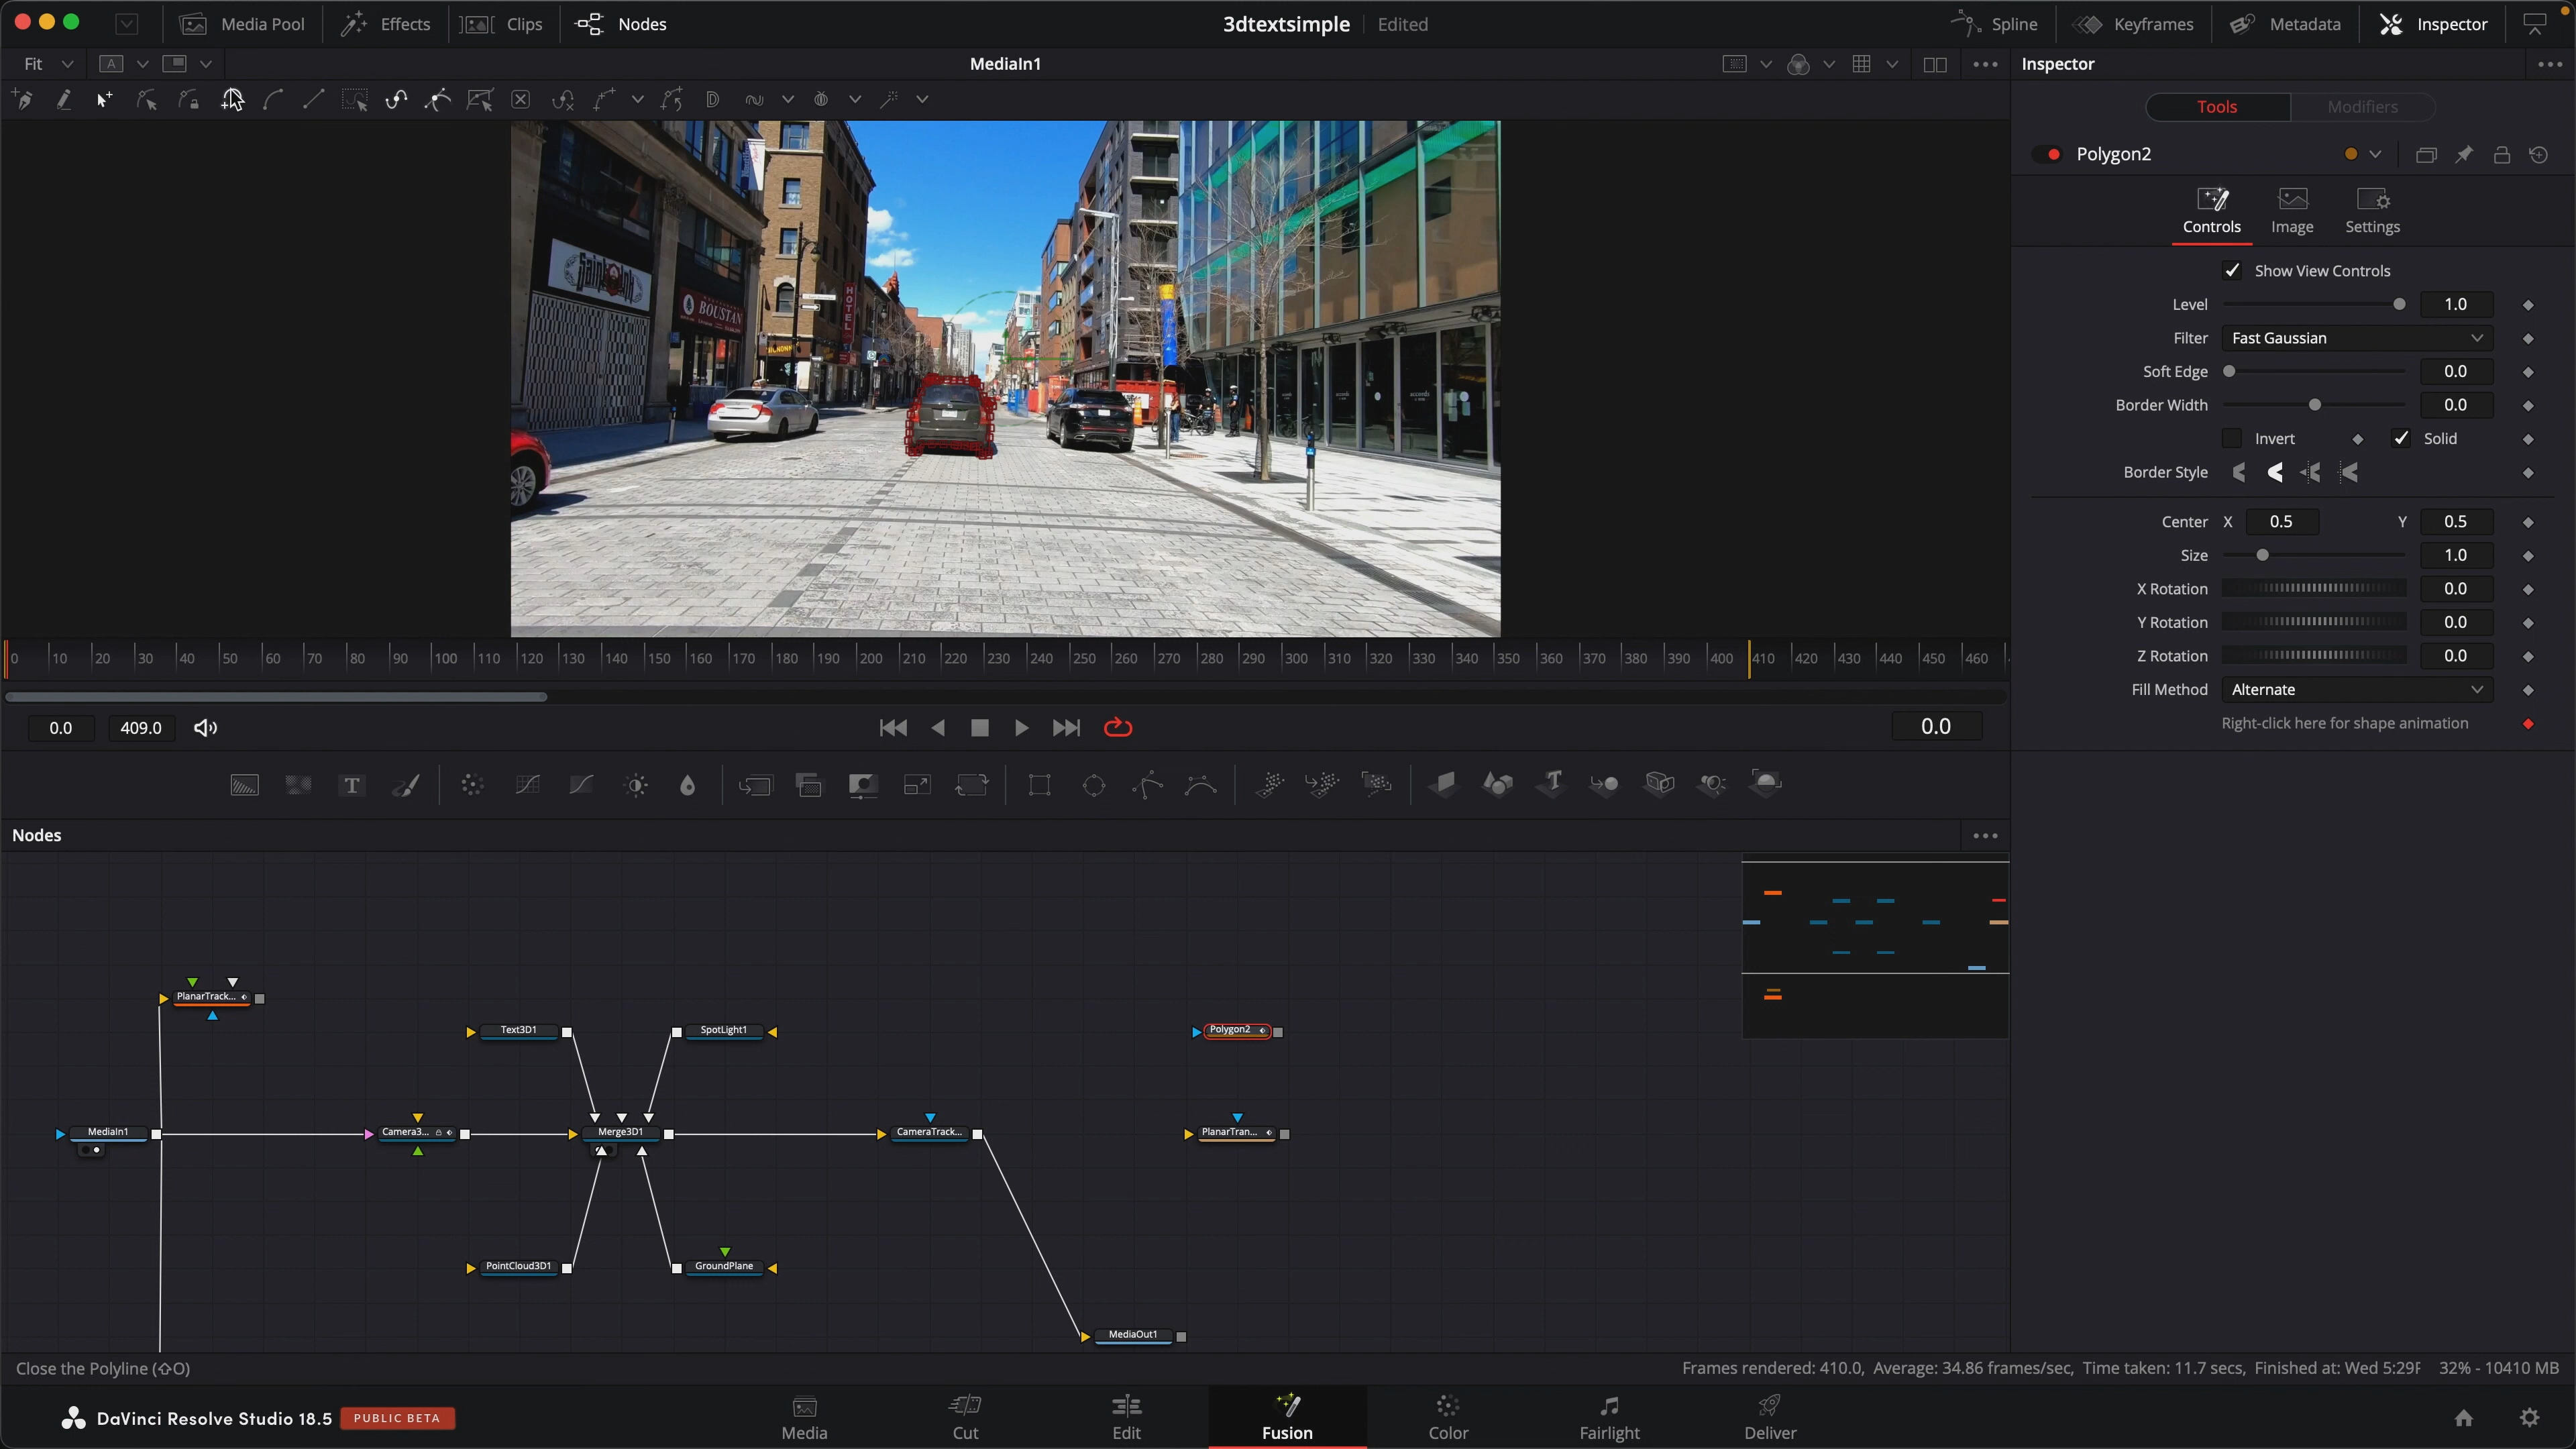 Media Pool
Effects
Clips
Nodes
3dtextsimple
Edited
Spline
Keyframes
Metadata
Inspector
Fit
A
MediaIn1
Inspector
D
Tools
Modifiers
Polygon2
Controls
Image
Settings
Show View Controls
Level
1.0
Filter
Fast Gaussian
Soft Edge
0.0
Border Width
0.0
Invert
Solid
Border Style
Center X 0.5 Y 0.5
Size
1.0
X Rotation
0.0
Y Rotation
0.0
Z Rotation
0.0
Fill Method
Alternate
Right-click here for shape animation
BOUSTAN
HOTEL
0 10 20 30 40 50 60 70 80 90 100 110 120 130 140 150 160 170 180 190 200 210 220 230 240 250 260 270 280 290 300 310 320 330 340 350 360 370 380 390 400 410 420 430 440 450 460
0.0
409.0
0.0
T
T
Nodes
PlanarTrack...
Text3D1
SpotLight1
Polygon2
MediaIn1
Camera3...
Merge3D1
CameraTrack...
PlanarTran...
PointCloud3D1
GroundPlane
MediaOut1
Close the Polyline (⇧O)
Frames rendered: 410.0, Average: 34.86 frames/sec, Time taken: 11.7 secs, Finished at: Wed 5:29F
32% - 10410 MB
DaVinci Resolve Studio 18.5
PUBLIC BETA
Media
Cut
Edit
Fusion
Color
Fairlight
Deliver